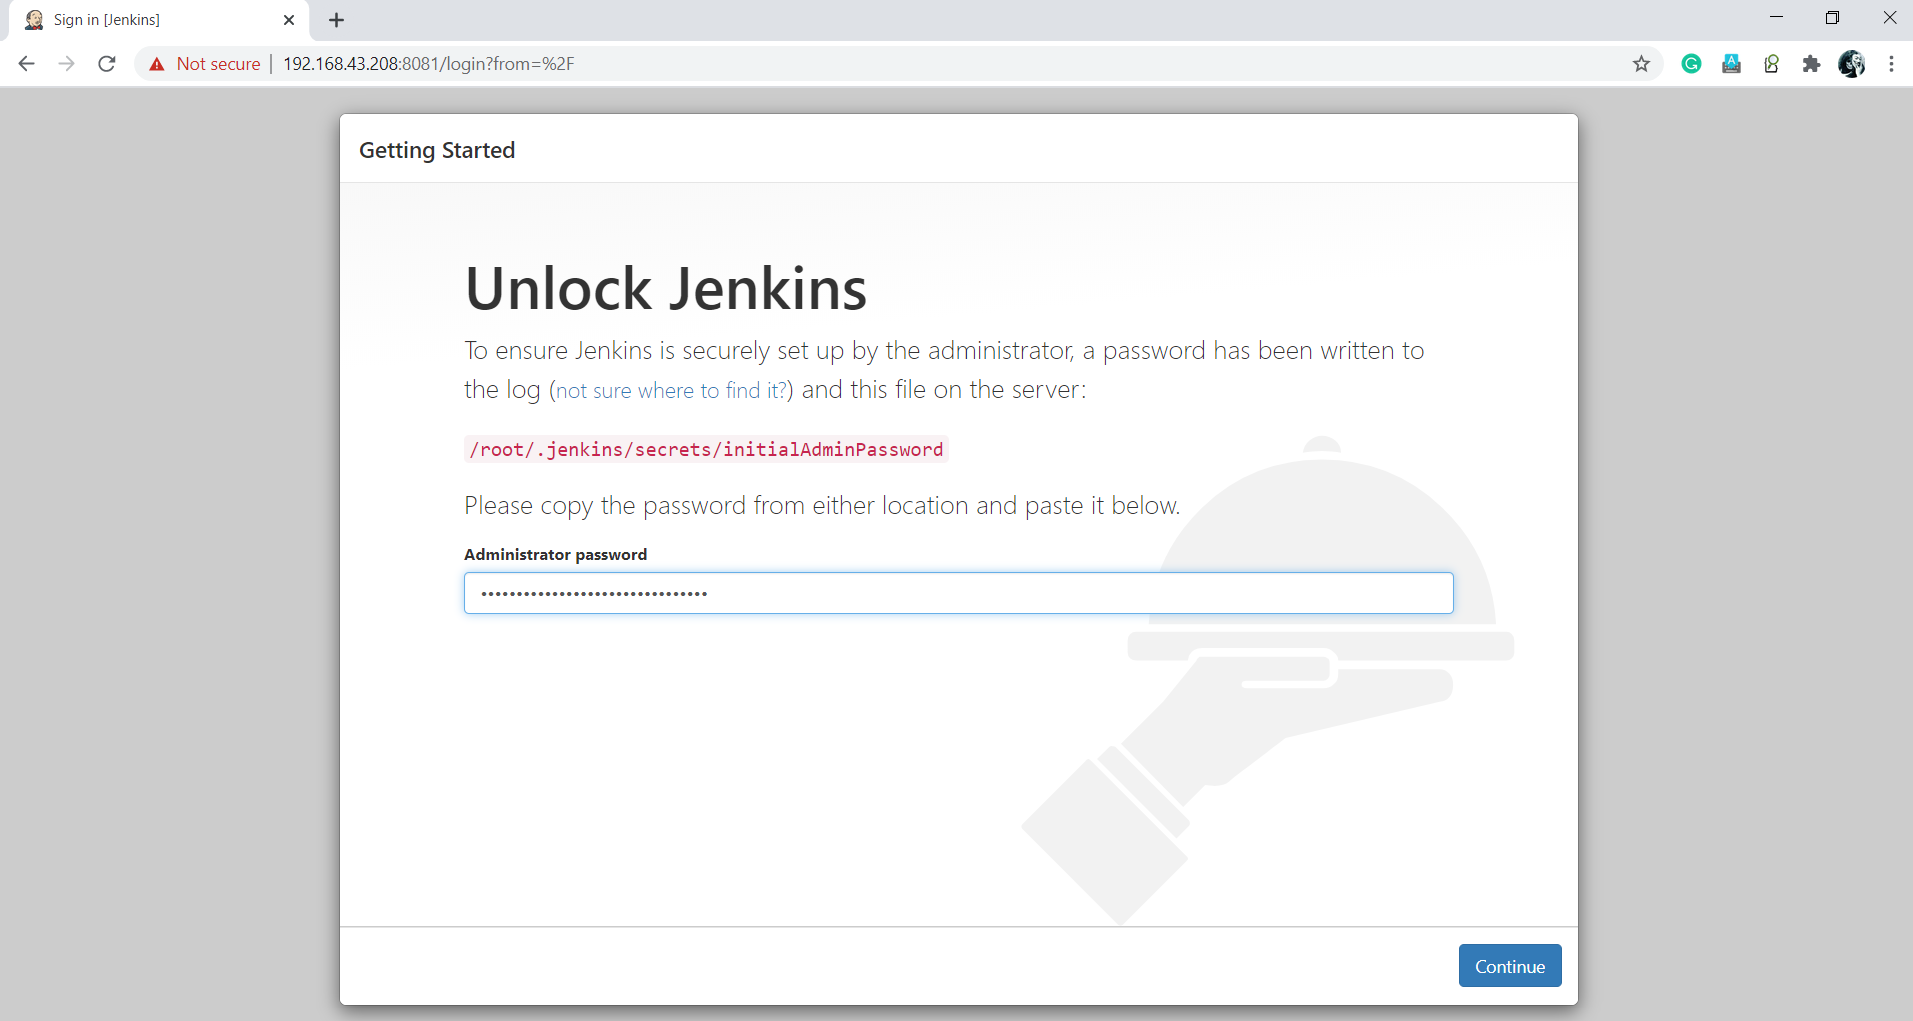 Sign in [Jenkins]
Not secure | 192.168.43.208:8081/login?from=%2F
Getting Started
Unlock Jenkins
To ensure Jenkins is securely set up by the administrator, a password has been written to
the log (not sure where to find it?) and this file on the server:
/root/.jenkins/secrets/initialAdminPassword
Please copy the password from either location and paste it below.
Administrator password
••••••••••••••••••••••••••••••••
Continue